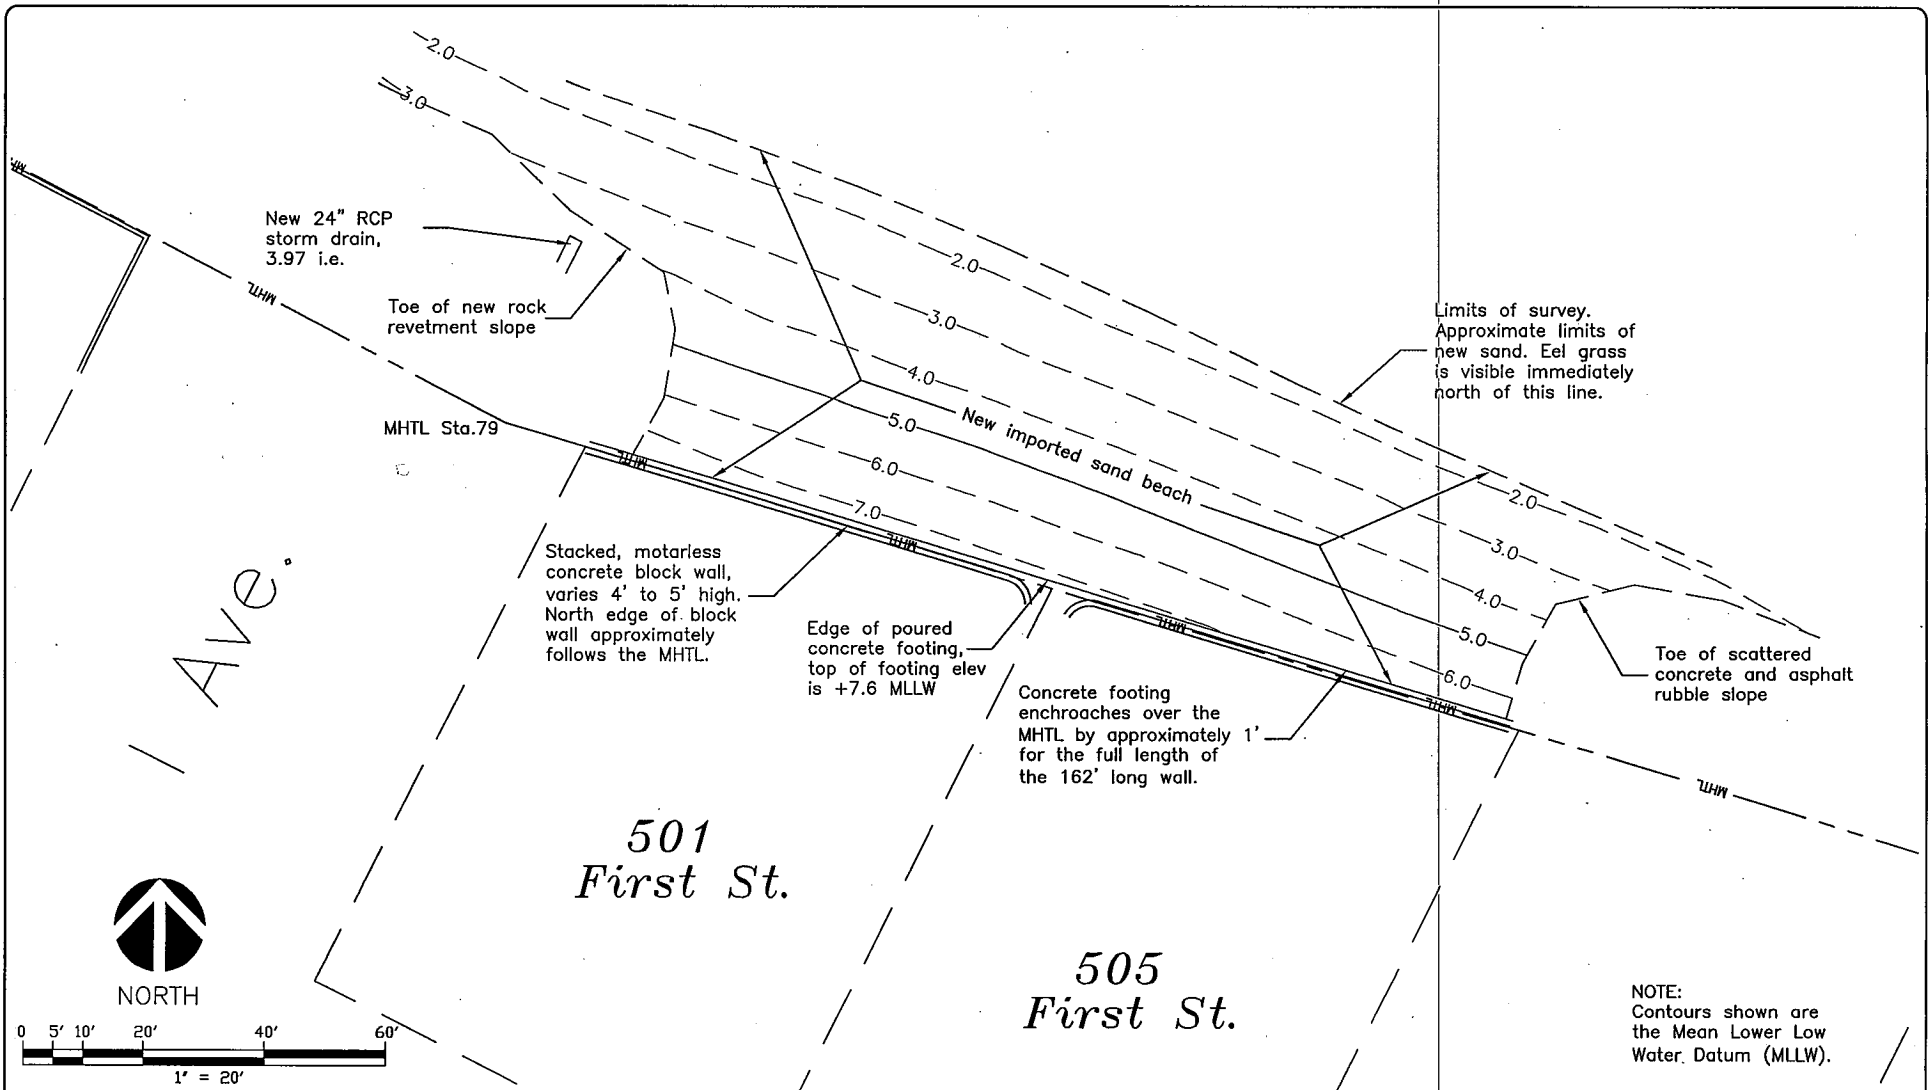 2.0
3.0
MHTL
New 24" RCP
storm drain,
3.97 i.e.
MHTL
Toe of new rock
revetment slope
2.0
3.0
4.0
5.0
6.0
7.0
New imported sand beach
Limits of survey.
Approximate limits of
new sand. Eel grass
is visible immediately
north of this line.
MHTL Sta.79
MHTL
MHTL
2.0
3.0
4.0
5.0
6.0
Stacked, motarless
concrete block wall,
varies 4' to 5' high.
North edge of block
wall approximately
follows the MHTL.
Edge of poured
concrete footing,
top of footing elev
is +7.6 MLLW
MHTL
Concrete footing
enchroaches over the
MHTL by approximately 1'
for the full length of
the 162' long wall.
Toe of scattered
concrete and asphalt
rubble slope
MHTL
MHTL
I Ave.
501
First St.
505
First St.
NORTH
0 5' 10' 20' 40' 60'
1" = 20'
NOTE:
Contours shown are
the Mean Lower Low
Water Datum (MLLW).